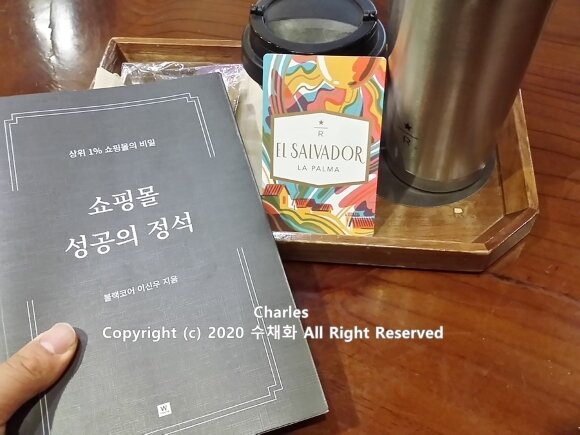 상위 1% 쇼핑몰의 비밀
쇼핑몰
성공의 정석
블랙코어 이신우 지음
W
R
EL SALVADOR
LA PALMA
R
Charles
Copyright (c) 2020 수채화 All Right Reserved